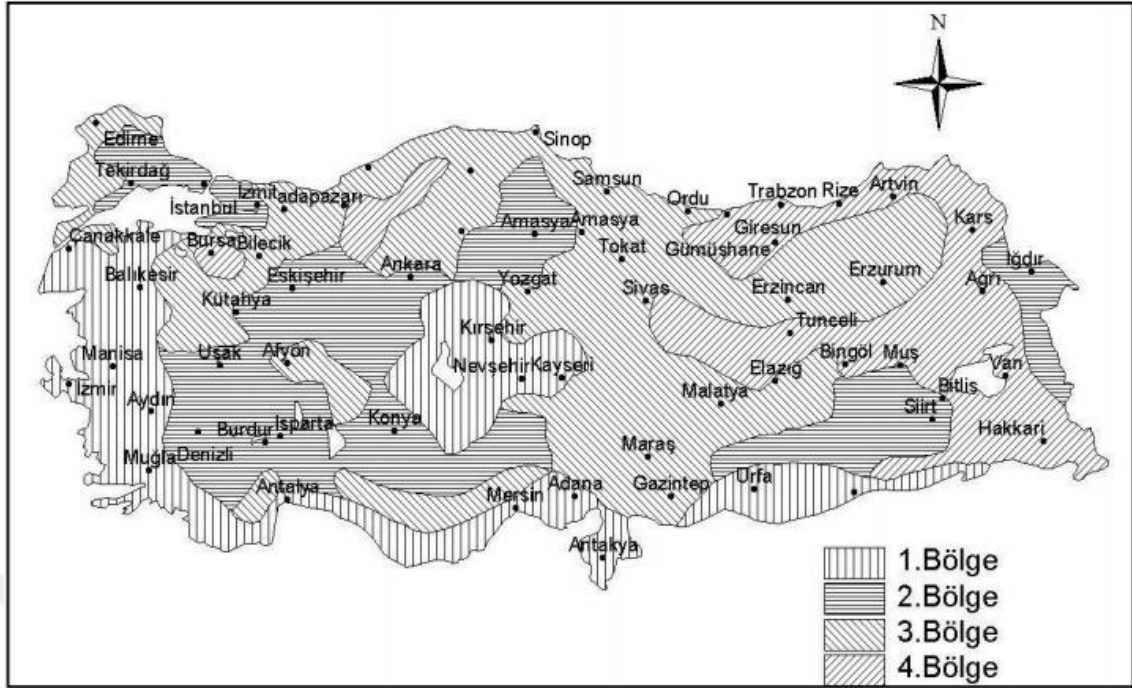 N
Sinop
Edirne
Tekirdağ
İzmit
adapazarı
İstanbul
Samsun
Ordu
Trabzon
Rize
Artvin
Kars
Amasya
Amasya
Giresun
Gümüşhane
Tokat
Çanakkale
Bursa
Bilecik
Iğdır
Ankara
Eskişehir
Balıkesir
Erzurum
Ağrı
Yozgat
Sivas
Erzincan
Kütahya
Kırşehir
Tunceli
Manisa
Uşak
Afyon
Nevşehir
Kayseri
Bingöl
Muş
Elazığ
Van
İzmir
Malatya
Bitlis
Siirt
Aydın
Burdur
Isparta
Konya
Hakkari
Muğla
Denizli
Maraş
Antalya
Mersin
Adana
Gazintep
Urfa
Antakya
1.Bölge
2.Bölge
3.Bölge
4.Bölge